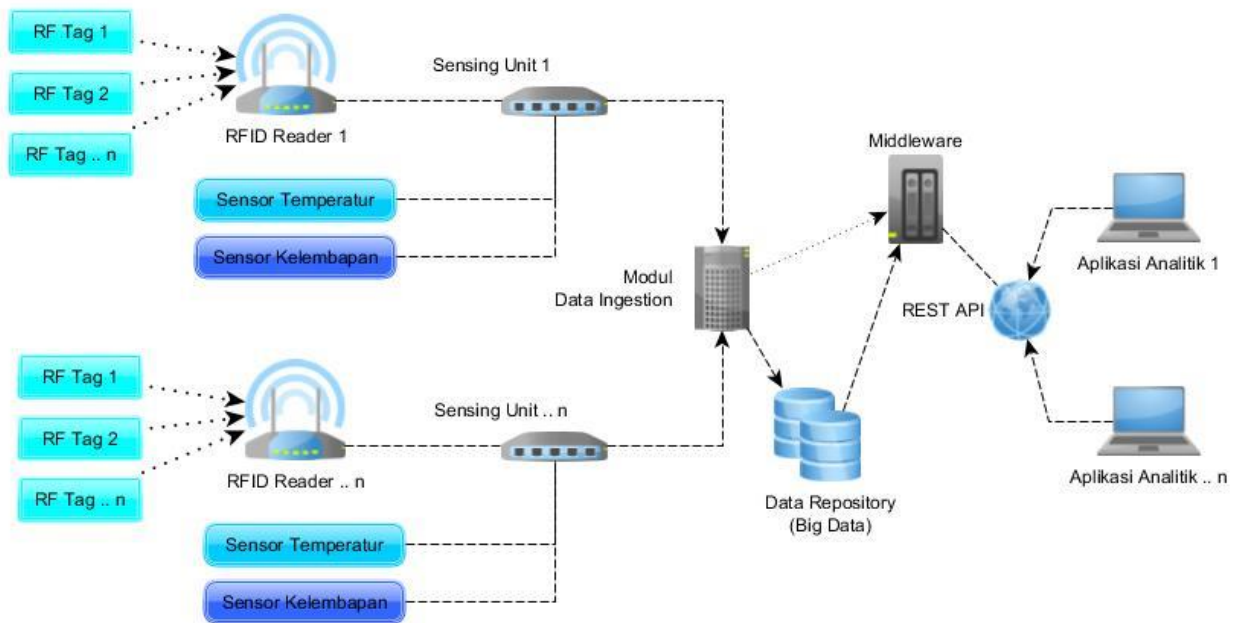 RF Tag 1
RF Tag 2
RF Tag .. n
RFID Reader 1
Sensing Unit 1
Sensor Temperatur
Sensor Kelembapan
RF Tag 1
RF Tag 2
RF Tag .. n
RFID Reader .. n
Sensing Unit .. n
Sensor Temperatur
Sensor Kelembapan
Modul
Data Ingestion
Data Repository
(Big Data)
Middleware
REST API
Aplikasi Analitik 1
Aplikasi Analitik .. n